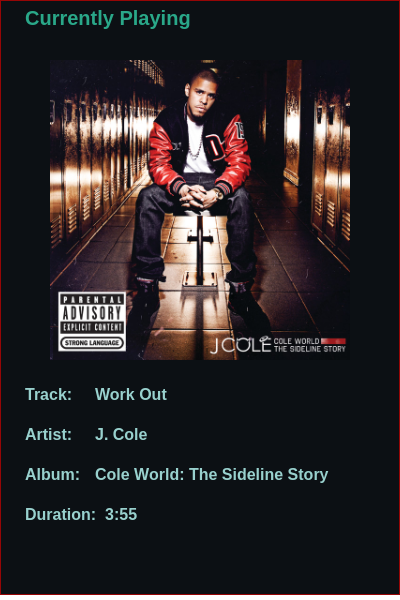 Currently Playing
PARENTAL
ADVISORY
EXPLICIT CONTENT
STRONG LANGUAGE
J COLE COLE WORLD
THE SIDELINE STORY
Track: Work Out
Artist: J. Cole
Album: Cole World: The Sideline Story
Duration: 3:55